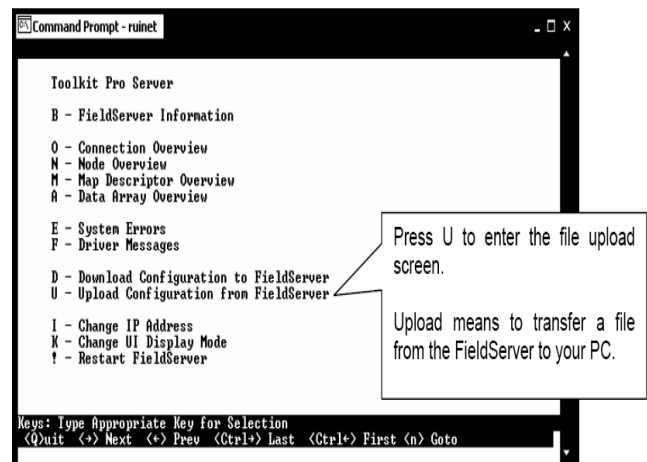 Command Prompt - ruinet
Toolkit Pro Server
B - FieldServer Information
O - Connection Overview
N - Node Overview
M - Map Descriptor Overview
A - Data Array Overview
E - System Errors
F - Driver Messages
D - Download Configuration to FieldServer
U - Upload Configuration from FieldServer
I - Change IP Address
K - Change UI Display Mode
! - Restart FieldServer
Press U to enter the file upload
screen.
Upload means to transfer a file
from the FieldServer to your PC.
Keys: Type Appropriate Key for Selection
<Q>uit <→> Next <←> Prev <Ctrl→> Last <Ctrl←> First <n> Goto